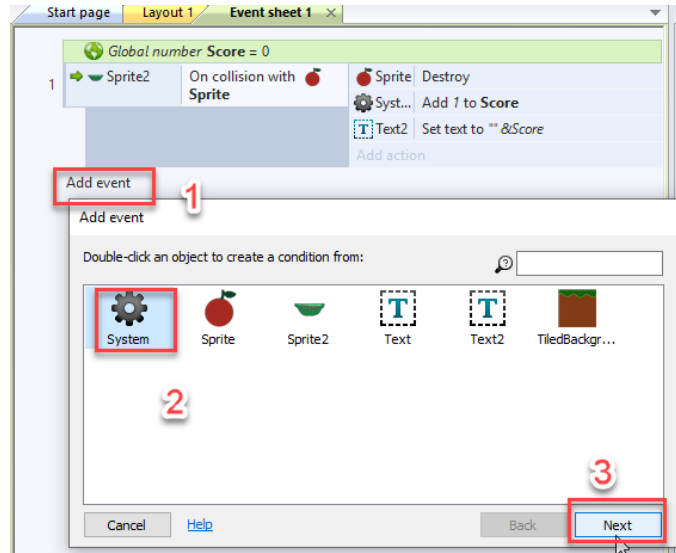 Start page Layout 1 Event sheet 1 ×
Global number Score = 0
1 Sprite2 On collision with Sprite Destroy
Sprite Syst... Add 1 to Score
T Text2 Set text to "" &Score
Add action
Add event 1
Add event
Double-click an object to create a condition from:
T T
System Sprite Sprite2 Text Text2 TiledBackgr...
2
3
Cancel Help Back Next